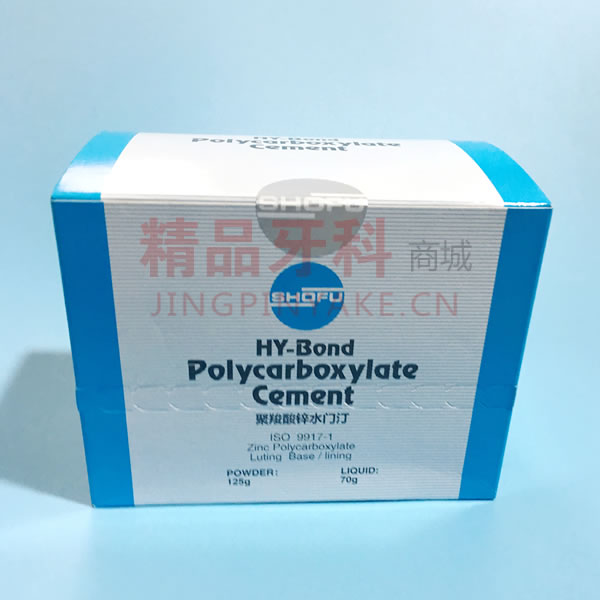 HY-Bond
Polycarboxylate
Cement
SHOFU
精品牙科 商城
JINGPINYAKE.CN
SHOFU
HY-Bond
Polycarboxylate
Cement
聚羧酸锌水门汀
ISO 9917-1
Zinc Polycarboxylate
Luting Base / lining
POWDER: LIQUID:
125g 70g